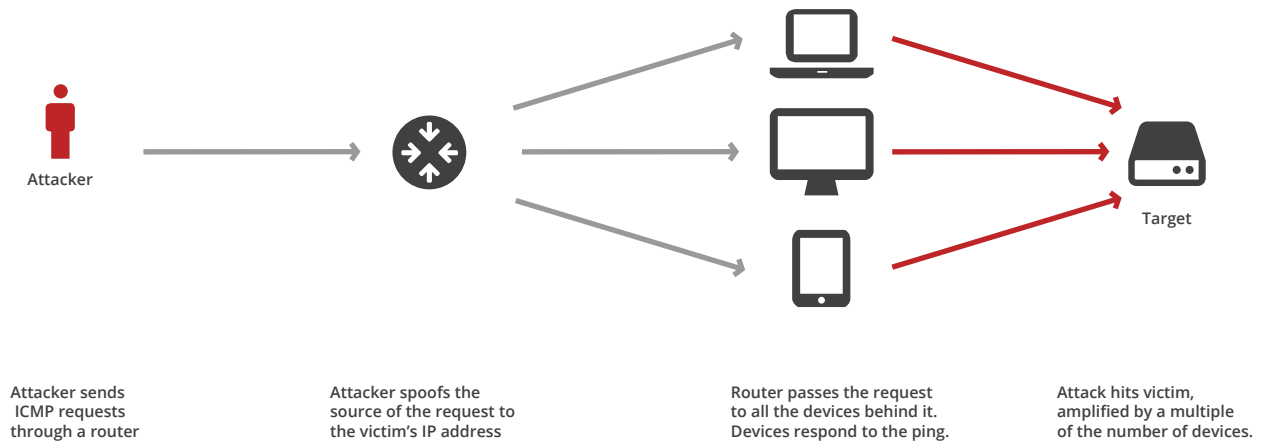 Attacker
Target
Attacker sends
ICMP requests
through a router
Attacker spoofs the
source of the request to
the victim's IP address
Router passes the request
to all the devices behind it.
Devices respond to the ping.
Attack hits victim,
amplified by a multiple
of the number of devices.